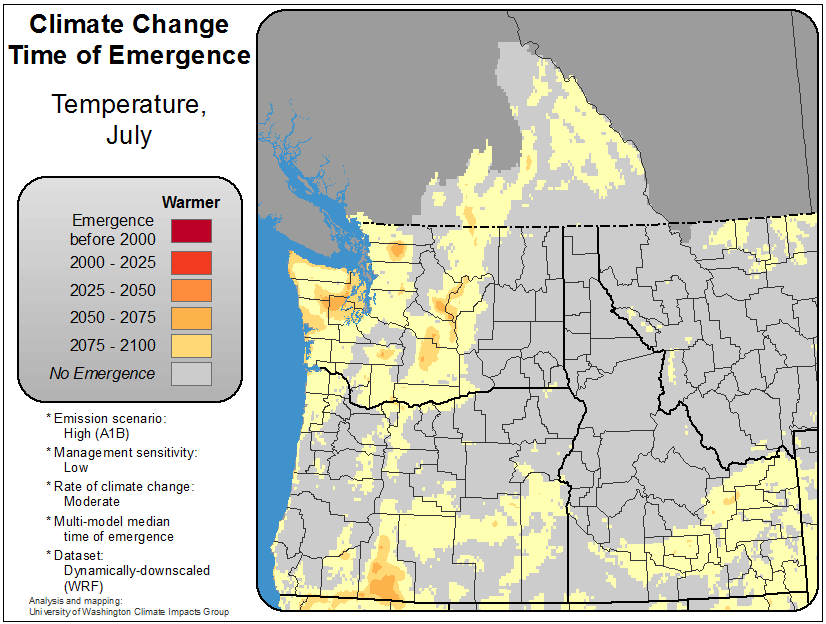 Climate Change
Time of Emergence
Temperature,
July
Warmer
Emergence
before 2000
2000 - 2025
2025 - 2050
2050 - 2075
2075 - 2100
No Emergence
* Emission scenario:
High (A1B)
* Management sensitivity:
Low
* Rate of climate change:
Moderate
* Multi-model median
time of emergence
* Dataset:
Dynamically-downscaled
(WRF)
Analysis and mapping:
University of Washington Climate Impacts Group